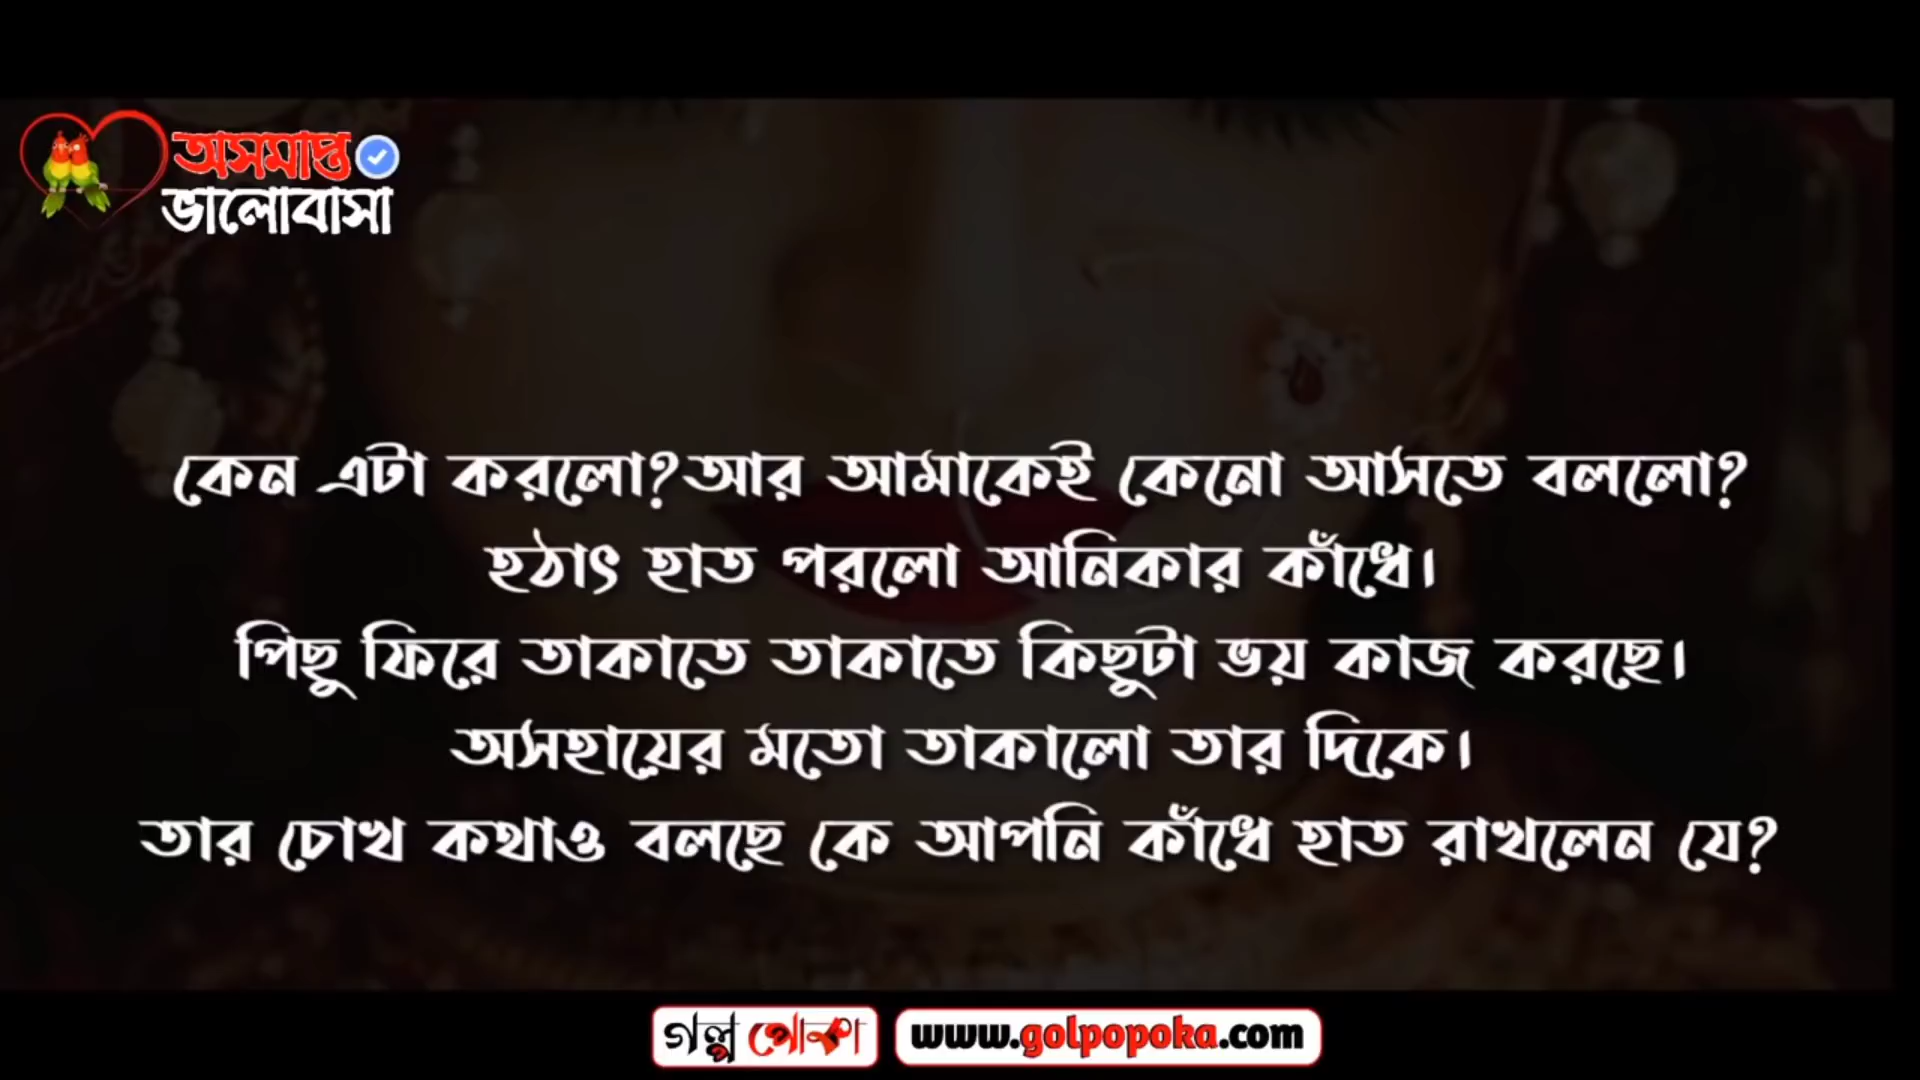 অসমাপ্ত
ভালোবাসা
কেন এটা করলো?আর আমাকেই কেনো আসতে বললো?
হঠাৎ হাত পরলো আনিকার কাঁধে।
পিছু ফিরে তাকাতে তাকাতে কিছুটা ভয় কাজ করছে।
অসহায়ের মতো তাকালো তার দিকে।
তার চোখ কথাও বলছে কে আপনি কাঁধে হাত রাখলেন যে?
গল্প পোকা www.golpopoka.com